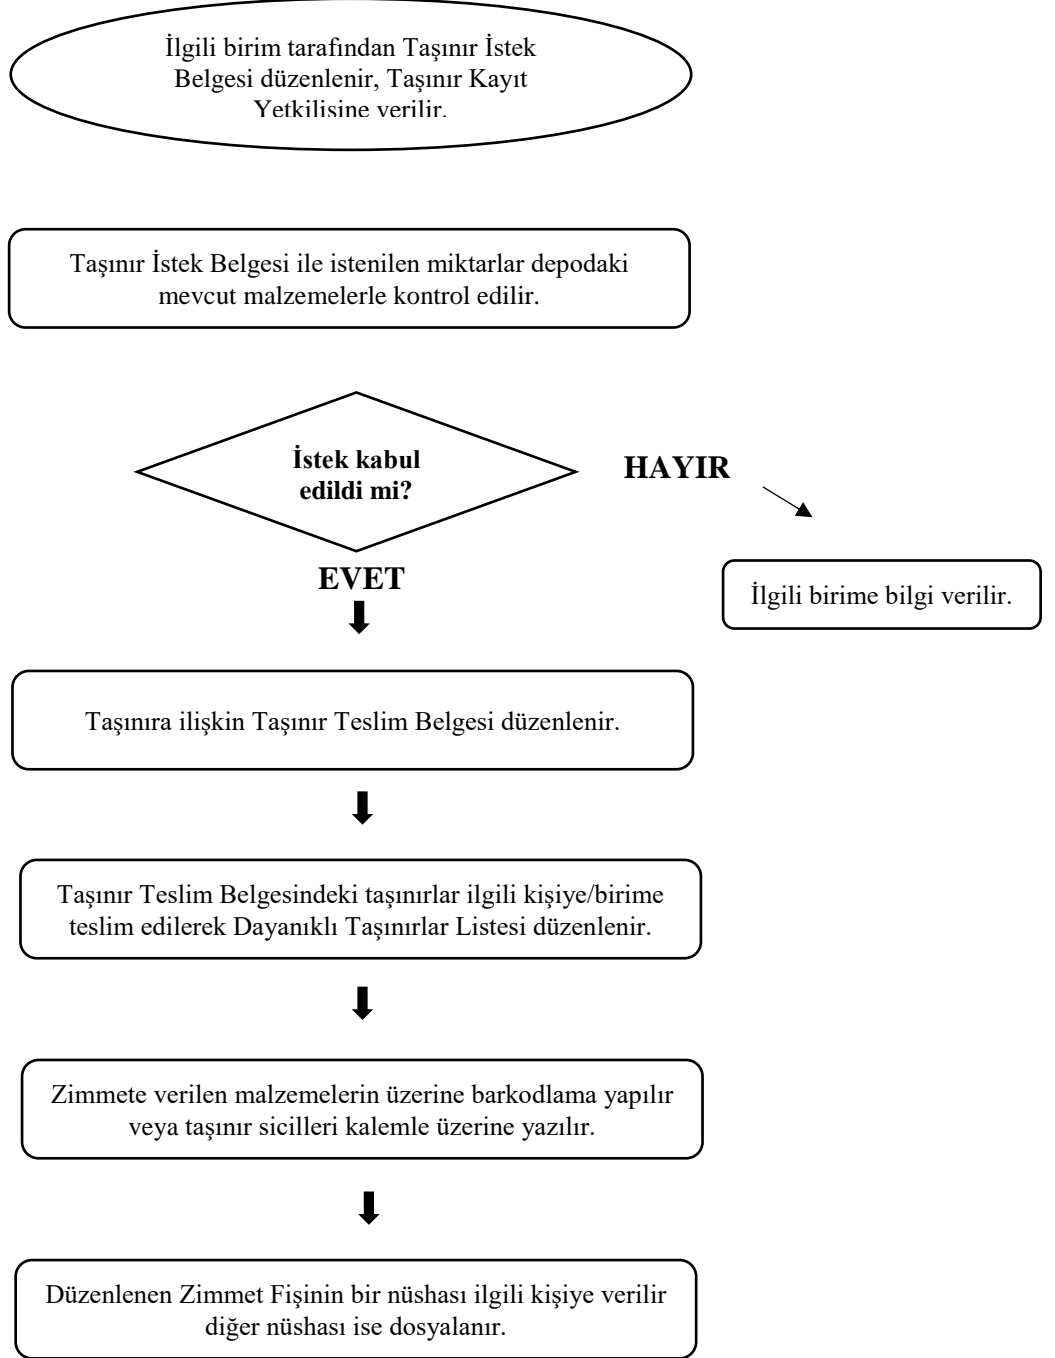 İlgili birim tarafından Taşınır İstek
Belgesi düzenlenir, Taşınır Kayıt
Yetkilisine verilir.
Taşınır İstek Belgesi ile istenilen miktarlar depodaki
mevcut malzemelerle kontrol edilir.
İstek kabul
edildi mi?
HAYIR
EVET
İlgili birime bilgi verilir.
Taşınıra ilişkin Taşınır Teslim Belgesi düzenlenir.
Taşınır Teslim Belgesindeki taşınırlar ilgili kişiye/birime
teslim edilerek Dayanıklı Taşınırlar Listesi düzenlenir.
Zimmete verilen malzemelerin üzerine barkodlama yapılır
veya taşınır sicilleri kalemle üzerine yazılır.
Düzenlenen Zimmet Fişinin bir nüshası ilgili kişiye verilir
diğer nüshası ise dosyalanır.